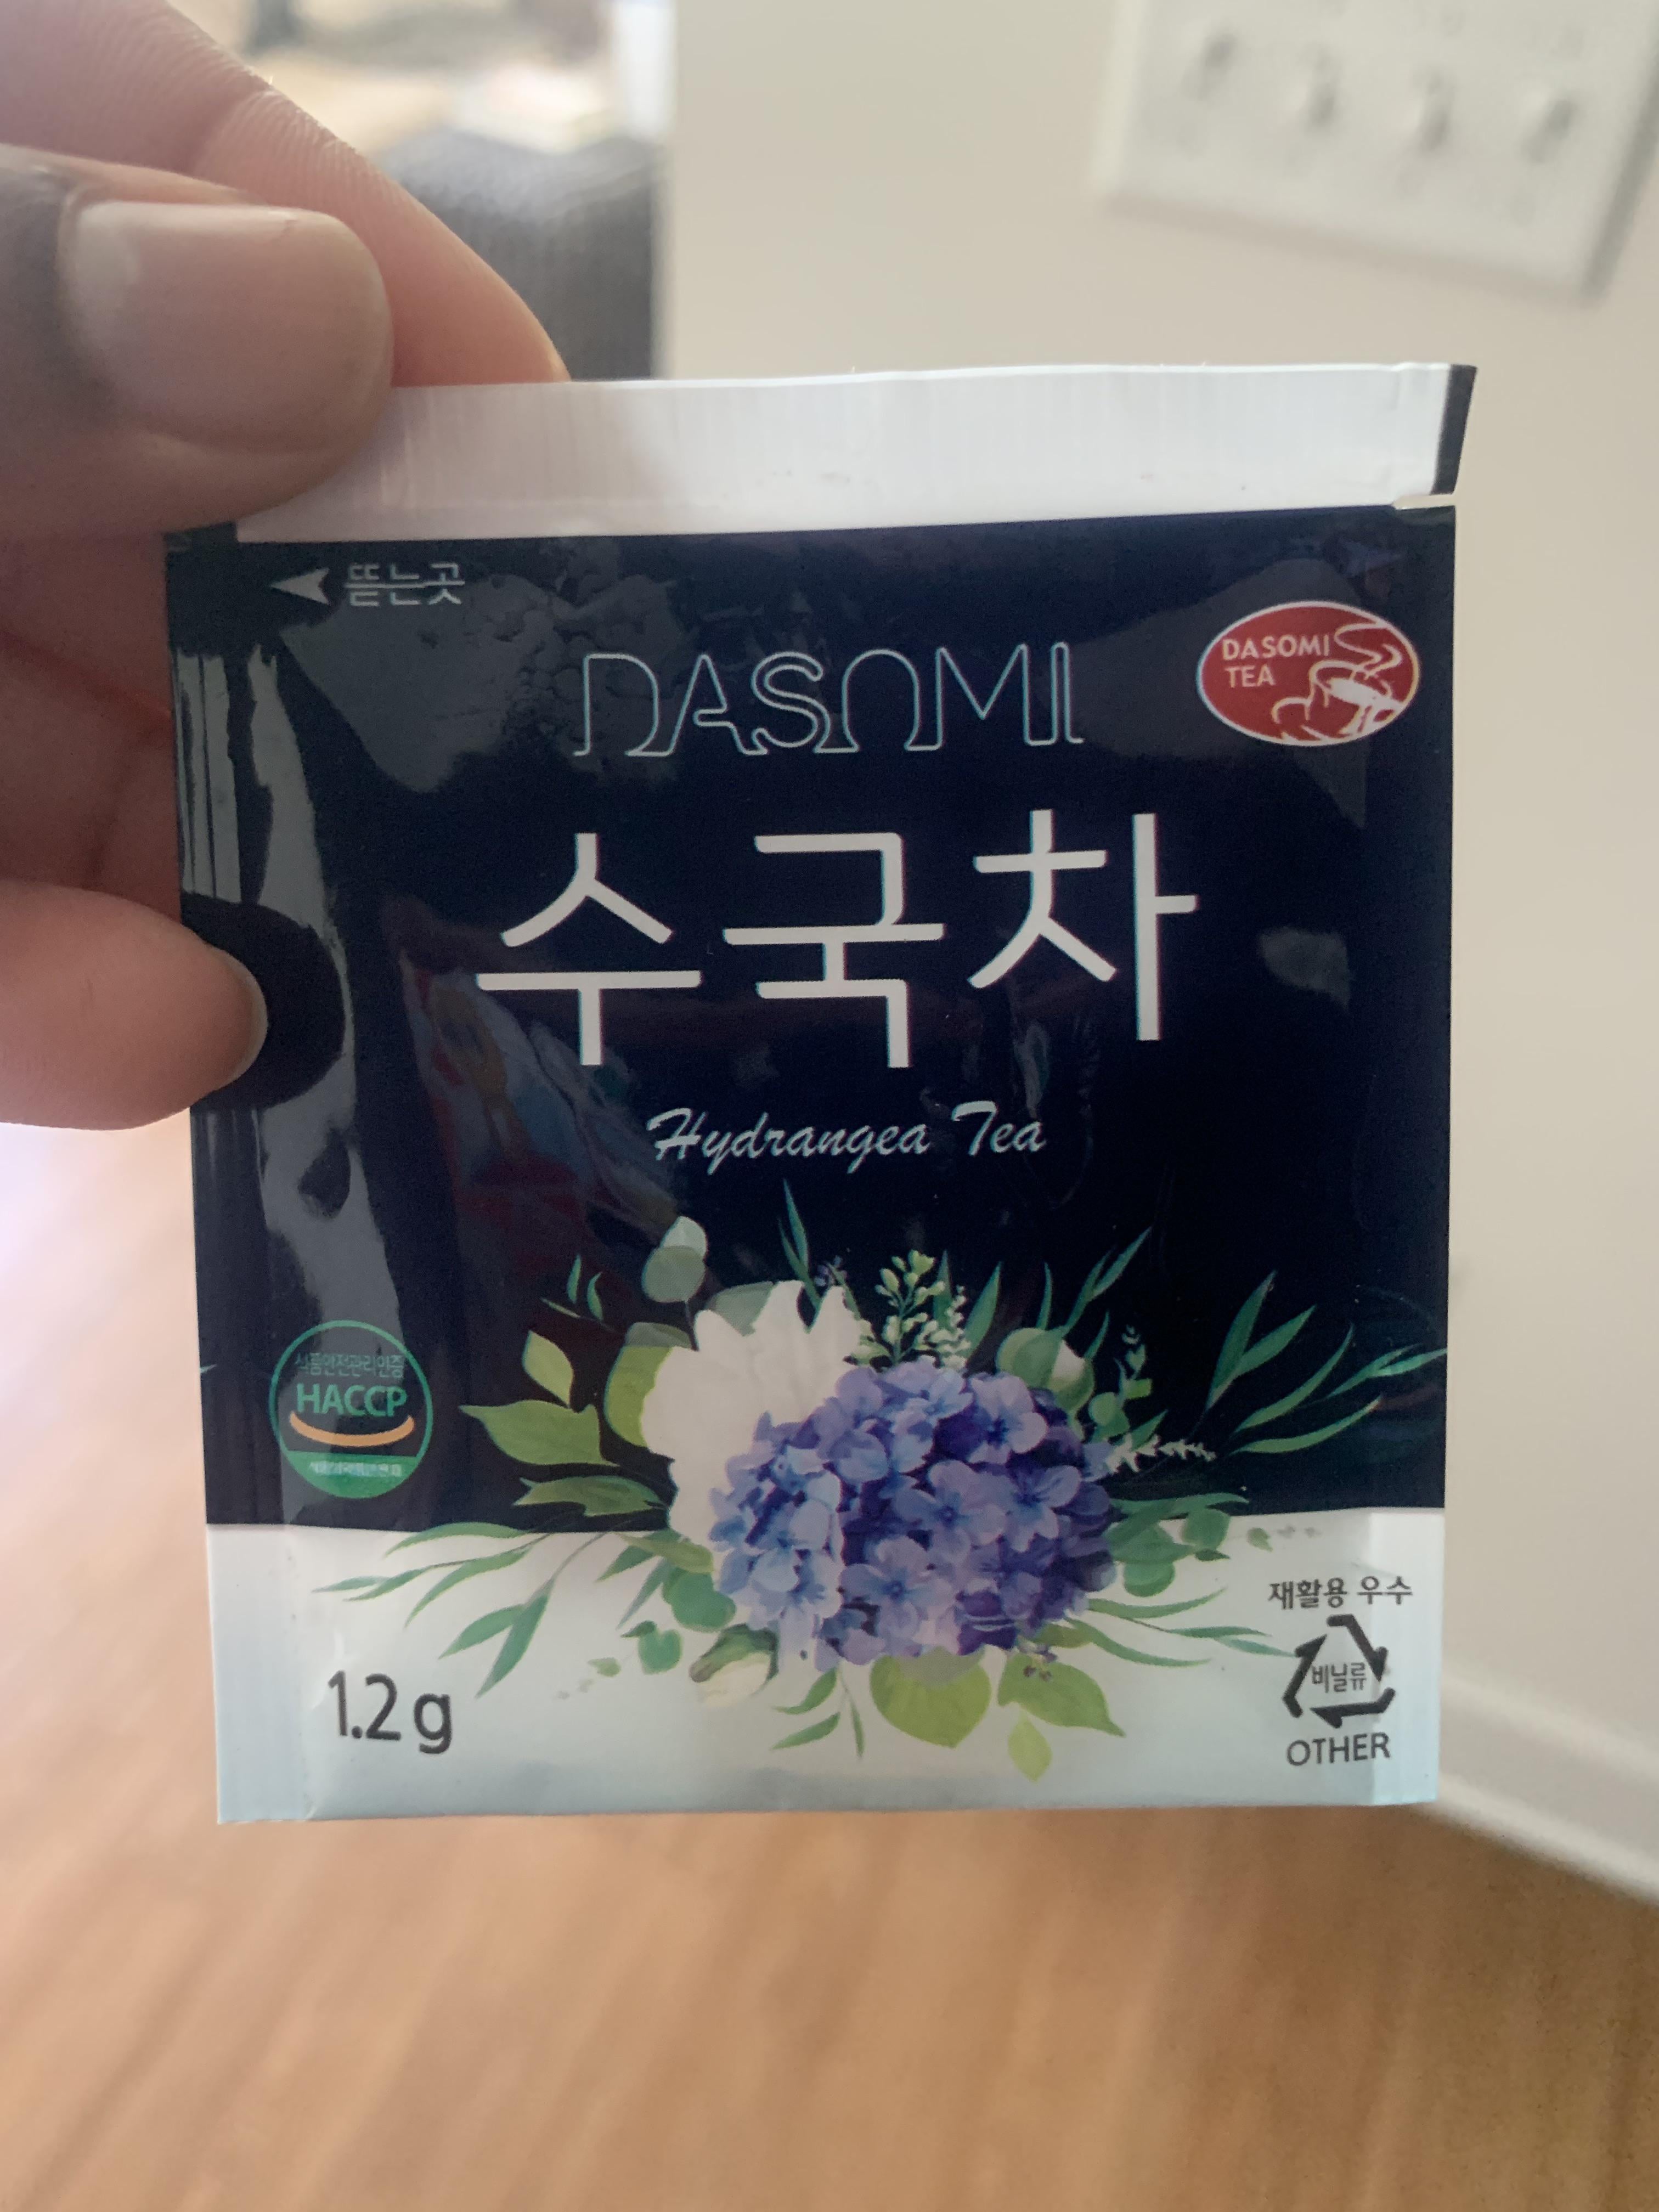 뜯는곳
DASOMI
DASOMI
TEA
수국차
Hydrangea Tea
식품안전관리인증
HACCP
1.2 g
재활용 우수
비닐류
OTHER